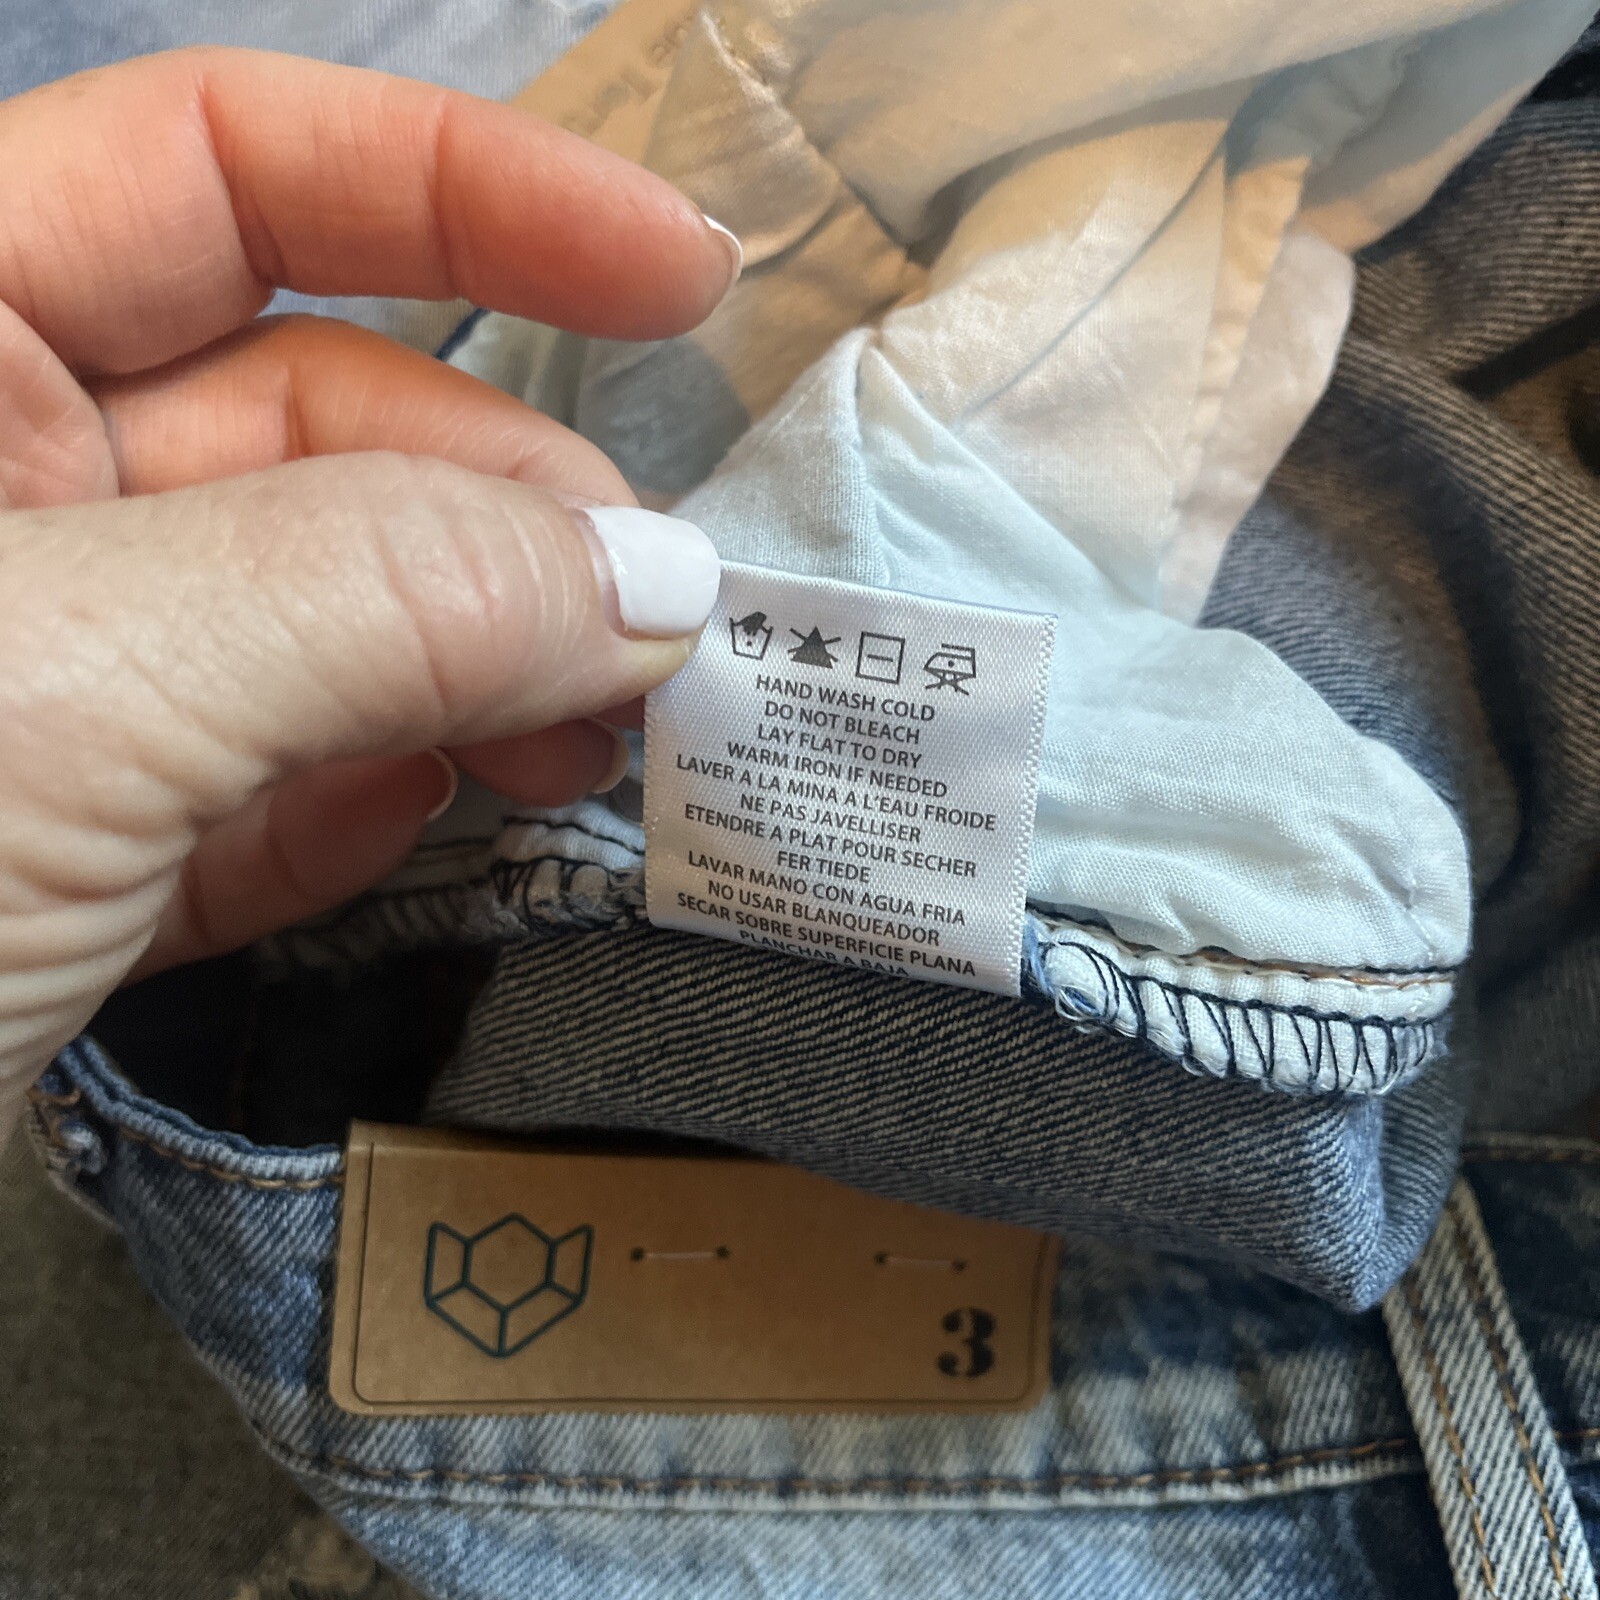 HAND WASH COLD
DO NOT BLEACH
LAY FLAT TO DRY
WARM IRON IF NEEDED
LAVER A LA MINA A L'EAU FROIDE
NE PAS JAVELLISER
ETENDRE A PLAT POUR SECHER
FER TIEDE
LAVAR MANO CON AGUA FRIA
NO USAR BLANQUEADOR
SECAR SOBRE SUPERFICIE PLANA
PLANCHAR A BAJA
3